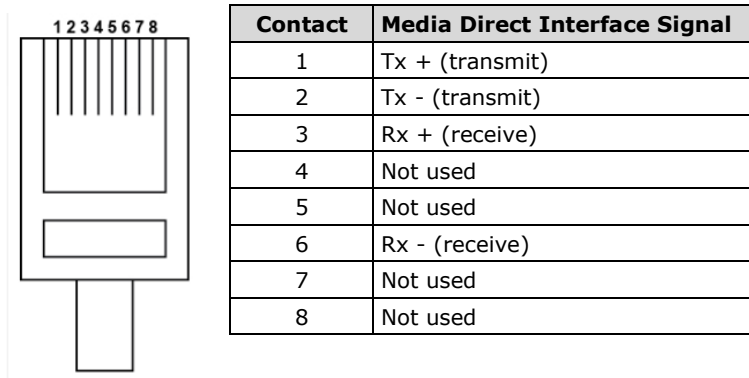 12345678
Contact Media Direct Interface Signal
1 Tx + (transmit)
2 Tx - (transmit)
3 Rx + (receive)
4 Not used
5 Not used
6 Rx - (receive)
7 Not used
8 Not used